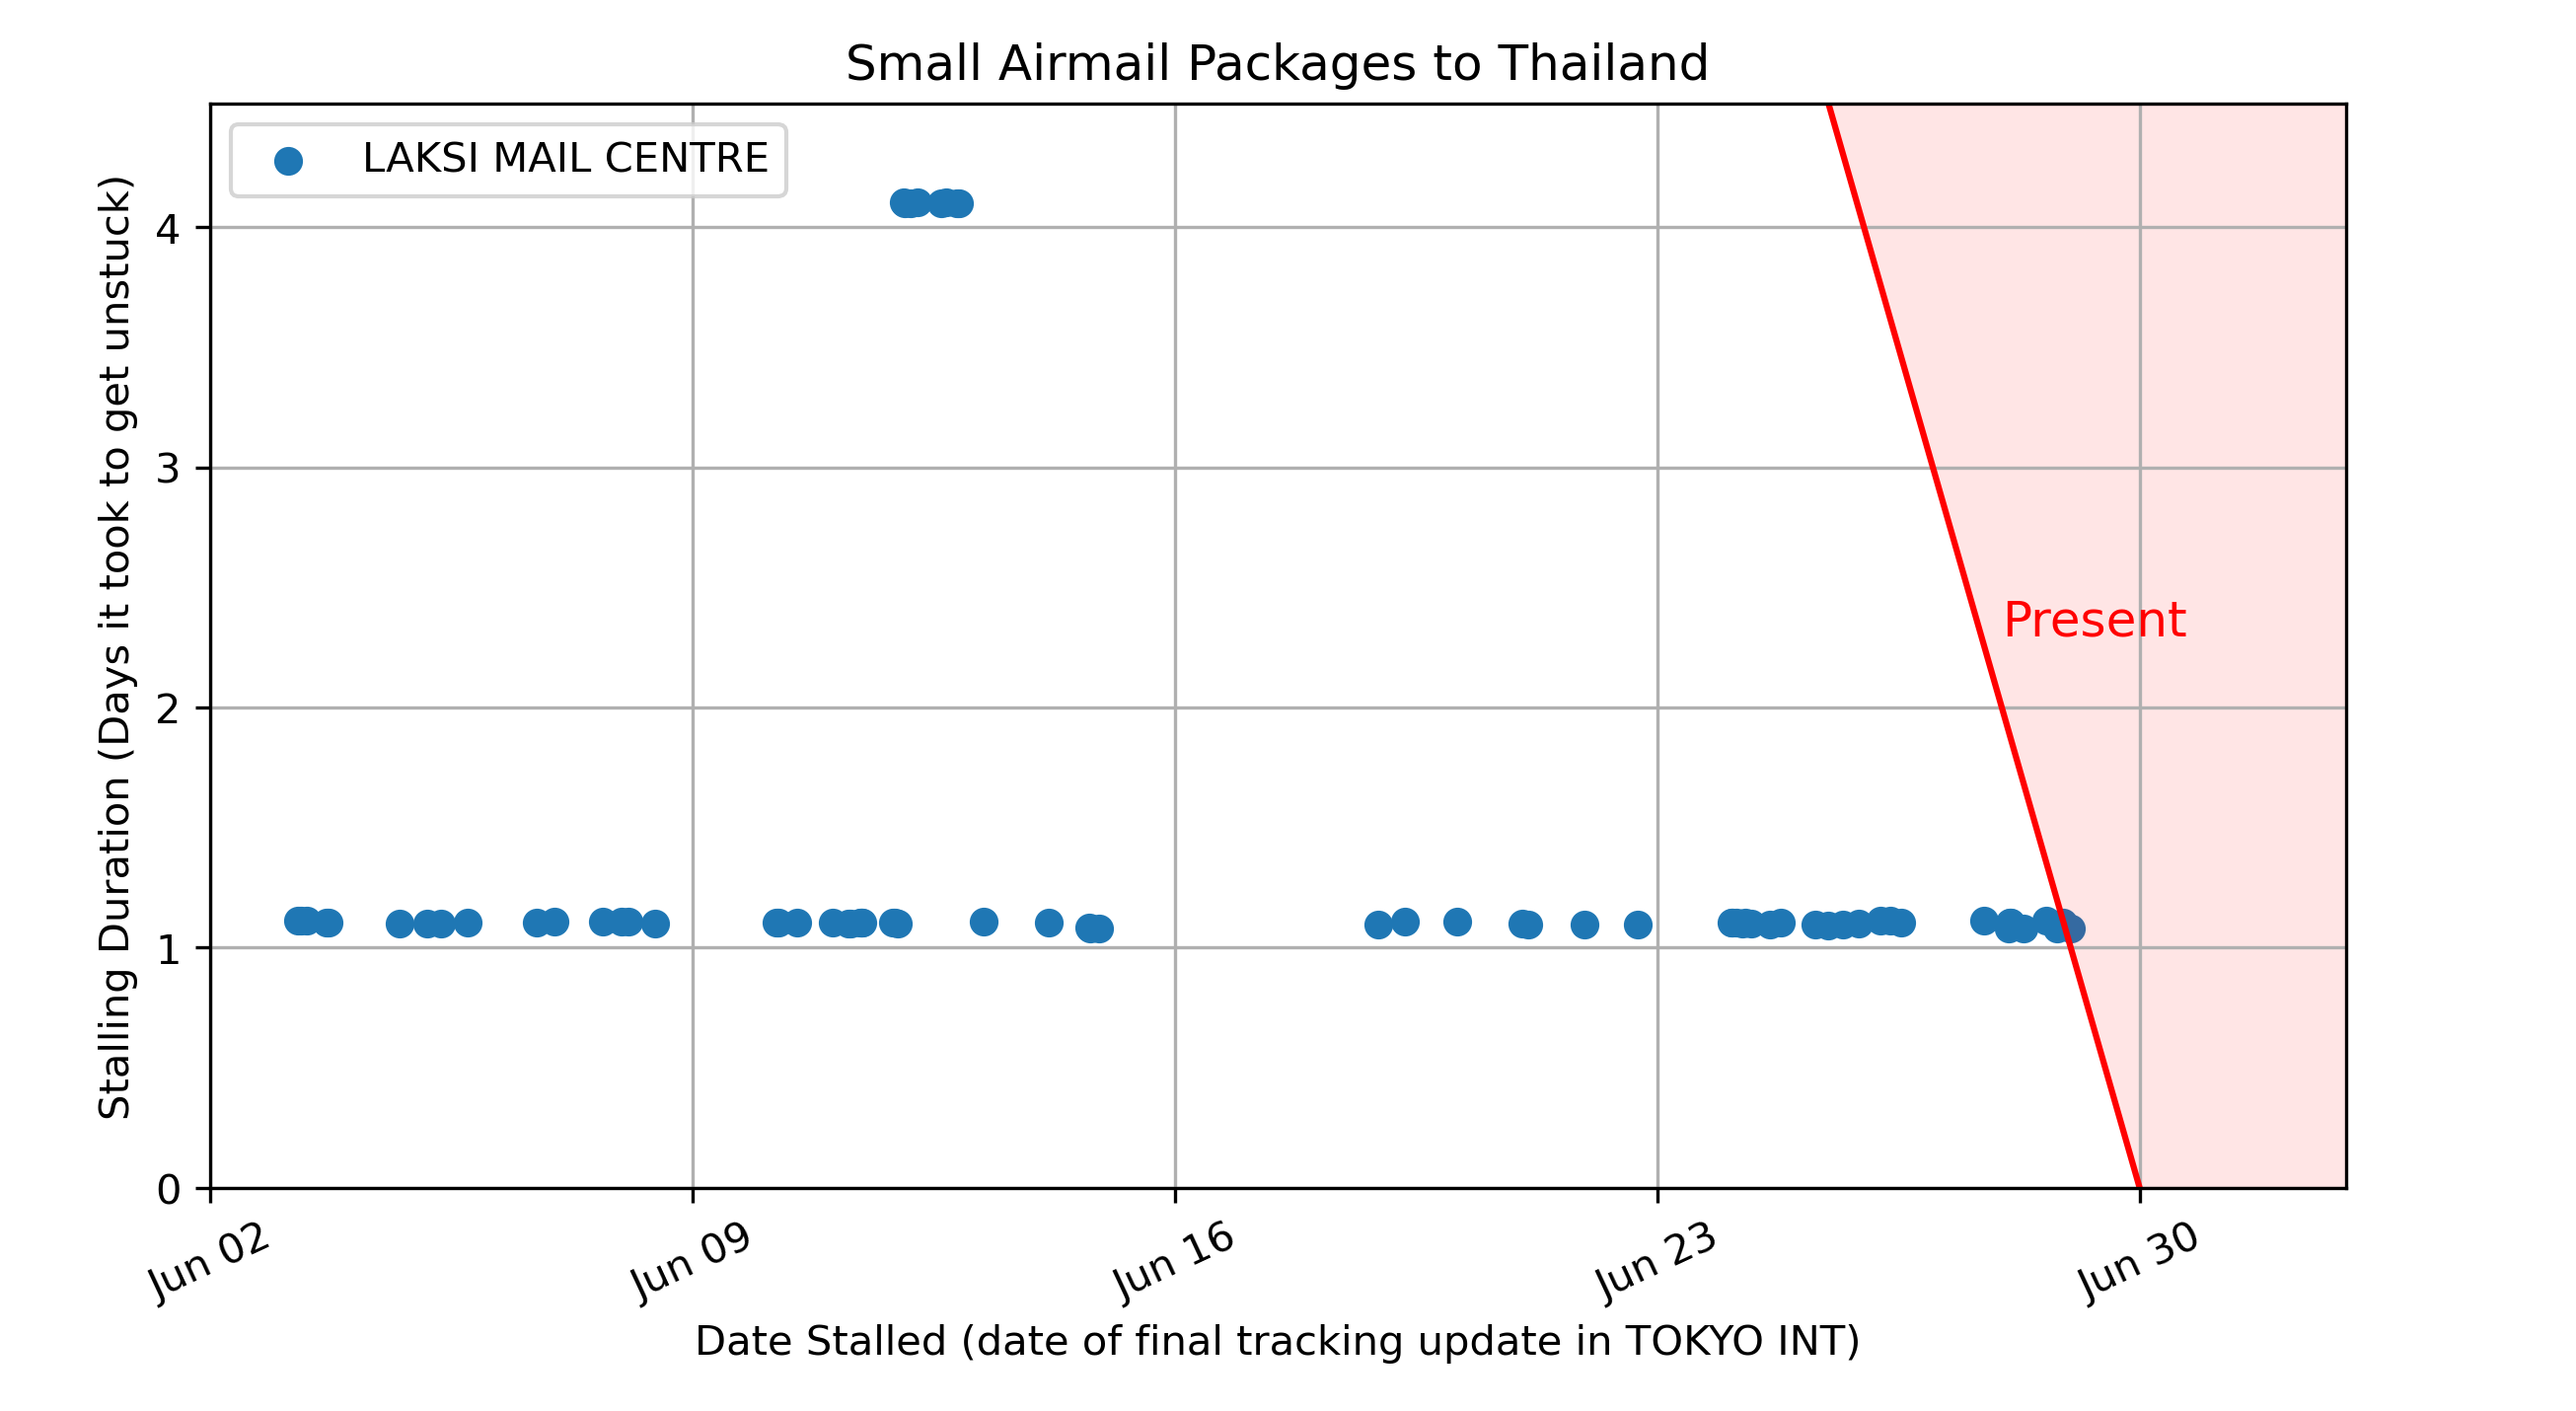 Small Airmail Packages to Thailand
LAKSI MAIL CENTRE
Stalling Duration (Days it took to get unstuck)
4
3
2
1
0
Present
Jun 02
Jun 09
Jun 16
Jun 23
Jun 30
Date Stalled (date of final tracking update in TOKYO INT)